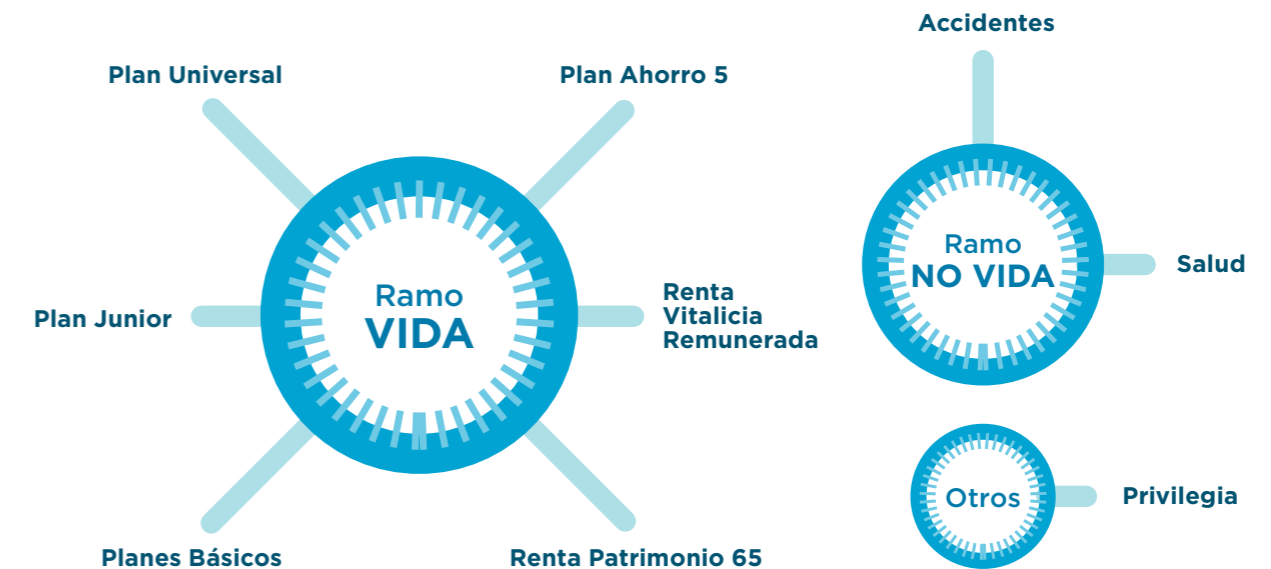 Plan Universal
Plan Ahorro 5
Plan Junior
Ramo
VIDA
Renta
Vitalicia
Remunerada
Planes Básicos
Renta Patrimonio 65
Accidentes
Ramo
NO VIDA
Salud
Otros
Privilegia